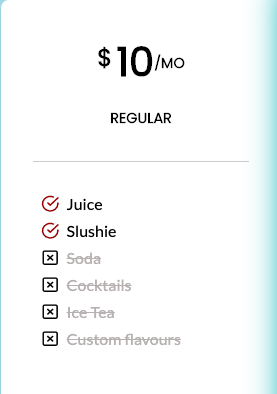 $10/MO
REGULAR
Juice
Slushie
Soda
Cocktails
Ice Tea
Custom flavours